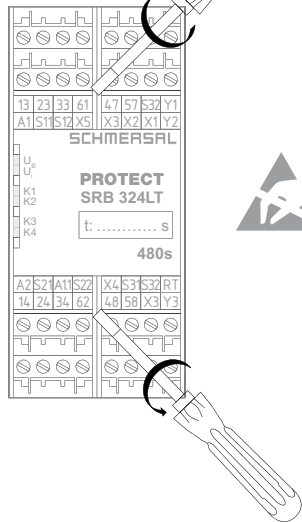 13 23 33 61 47 57 S32 Y1
A1 S11 S12 X5 X3 X2 X1 Y2
SCHMERSAL
UB
Ui
K1
K2
K3
K4
PROTECT
SRB 324LT
t: ............ s
480s
A2 S21 A11 S22 X4 S31 S32 RT
14 24 34 62 48 58 X3 Y3